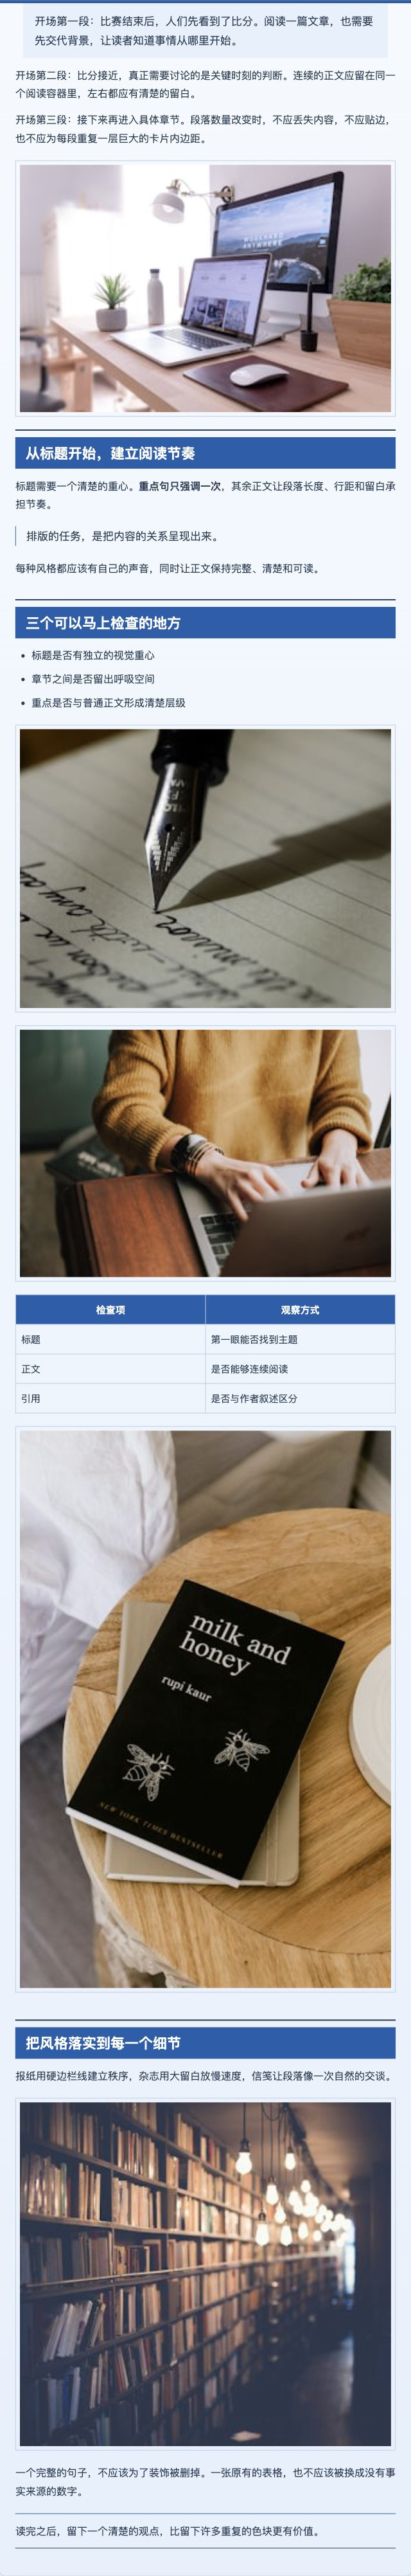 开场第一段：比赛结束后，人们先看到了比分。阅读一篇文章，也需要
先交代背景，让读者知道事情从哪里开始。
开场第二段：比分接近，真正需要讨论的是关键时刻的判断。连续的正文应留在同一
个阅读容器里，左右都应有清楚的留白。
开场第三段：接下来再进入具体章节。段落数量改变时，不应丢失内容，不应贴边，
也不应为每段重复一层巨大的卡片内边距。
从标题开始，建立阅读节奏
标题需要一个清楚的重心。重点句只强调一次，其余正文让段落长度、行距和留白承
担节奏。
排版的任务，是把内容的关系呈现出来。
每种风格都应该有自己的声音，同时让正文保持完整、清楚和可读。
三个可以马上检查的地方
• 标题是否有独立的视觉重心
• 章节之间是否留出呼吸空间
• 重点是否与普通正文形成清楚层级
检查项 观察方式
标题 第一眼能否找到主题
正文 是否能够连续阅读
引用 是否与作者叙述区分
milk and
honey
rupi kaur
NEW YORK TIMES BESTSELLER
把风格落实到每一个细节
报纸用硬边栏线建立秩序，杂志用大留白放慢速度，信笺让段落像一次自然的交谈。
一个完整的句子，不应该为了装饰被删掉。一张原有的表格，也不应该被换成没有事
实来源的数字。
读完之后，留下一个清楚的观点，比留下许多重复的色块更有价值。